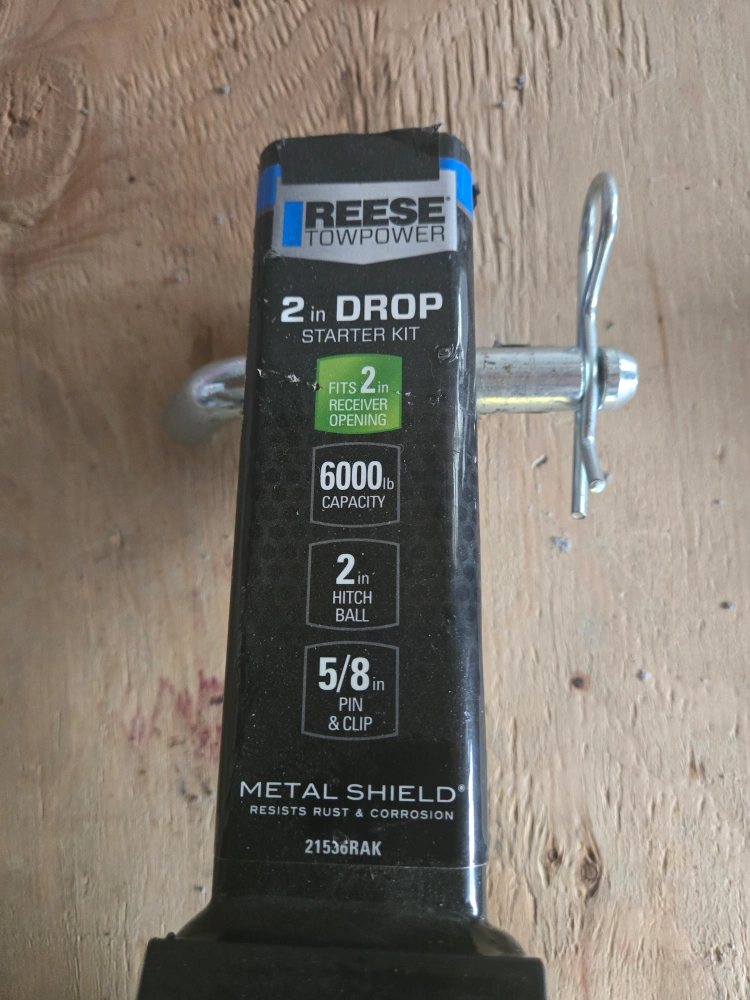 REESE®
TOWPOWER
2 in DROP
STARTER KIT
FITS 2 in
RECEIVER
OPENING
6000 lb
CAPACITY
2 in
HITCH
BALL
5/8 in
PIN
& CLIP
METAL SHIELD®
RESISTS RUST & CORROSION
21536RAK